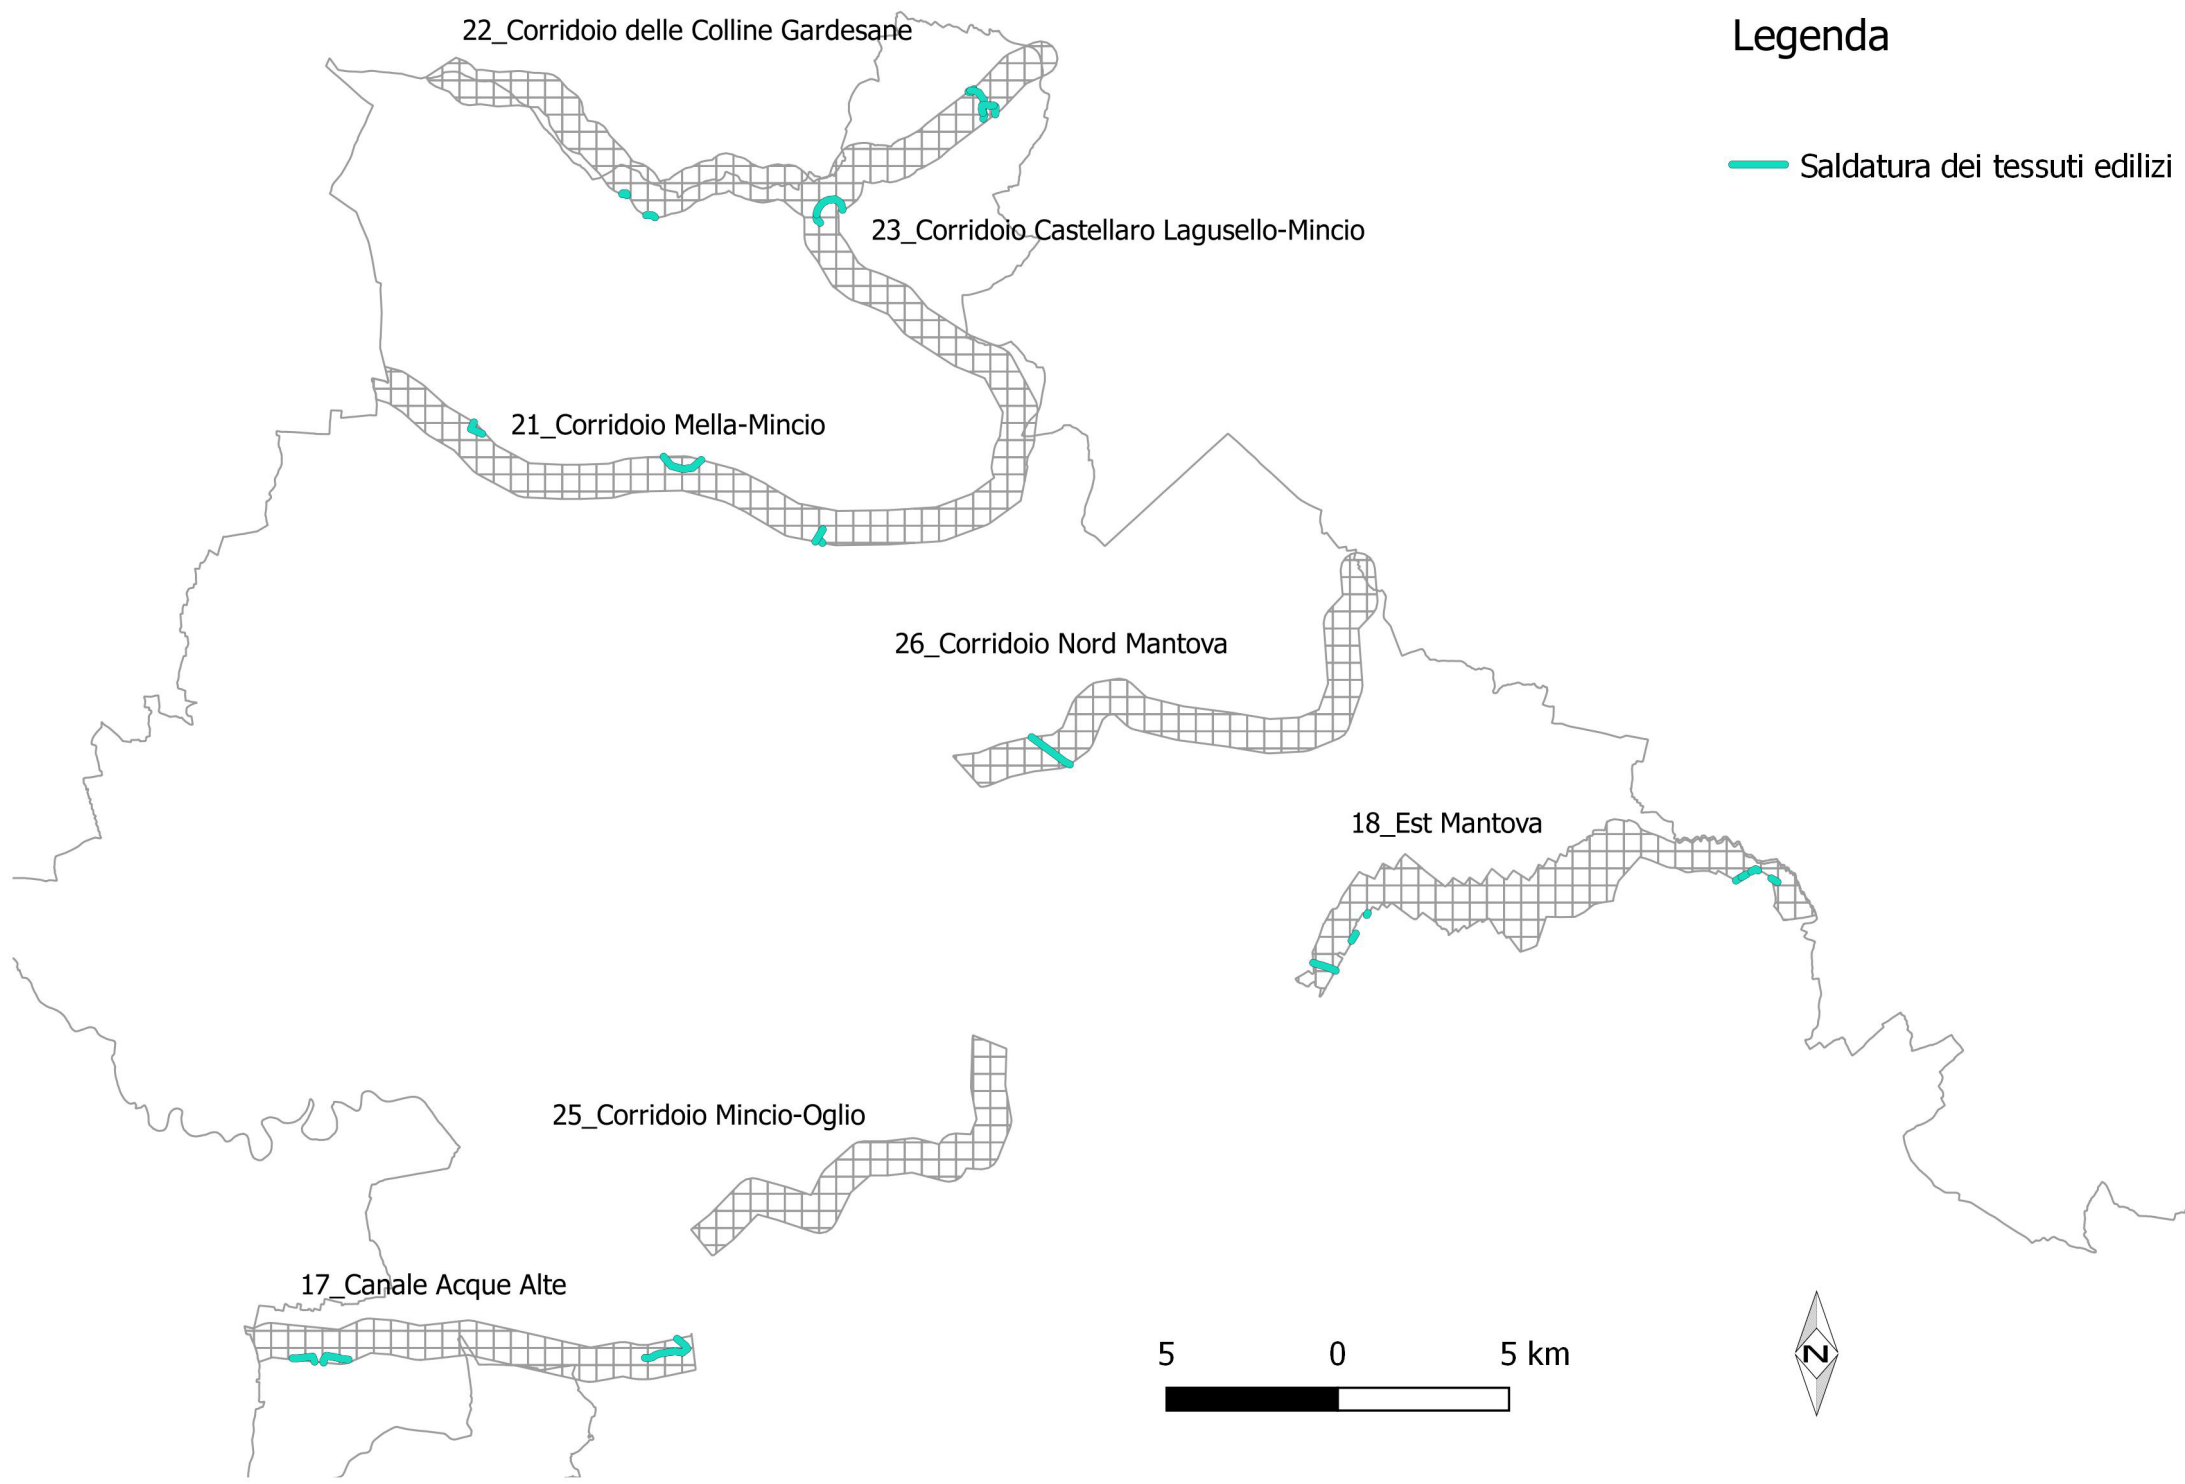 22_Corridoio delle Colline Gardesane
Legenda
Saldatura dei tessuti edilizi
23_Corridoio Castellaro Lagusello-Mincio
21_Corridoio Mella-Mincio
26_Corridoio Nord Mantova
18_Est Mantova
25_Corridoio Mincio-Oglio
17_Canale Acque Alte
5 0 5 km
N